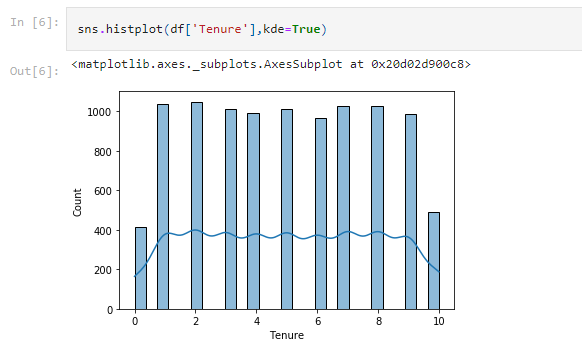 In [6]:
sns.histplot(df['Tenure'],kde=True)
Out[6]:
<matplotlib.axes._subplots.AxesSubplot at 0x20d02d900c8>
1000
800
600
400
200
0
Count
0 2 4 6 8 10
Tenure